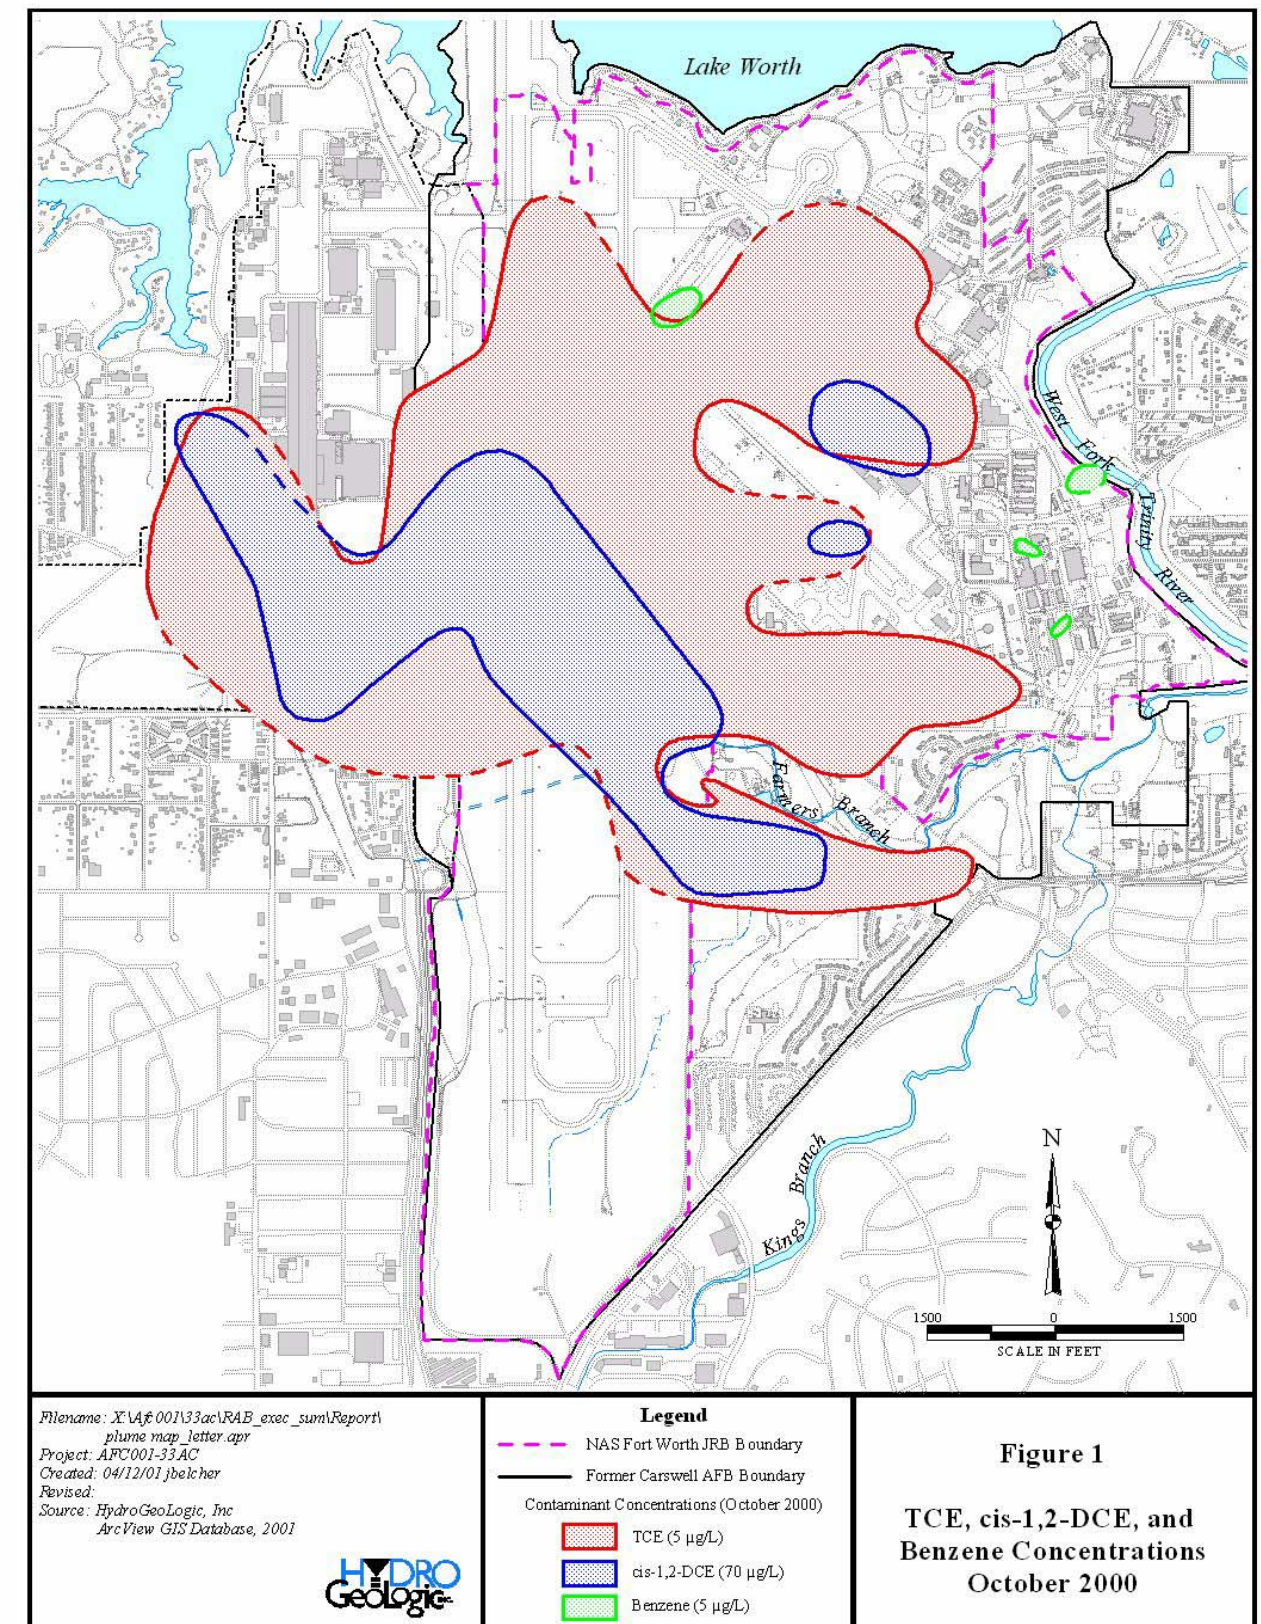 Lake Worth
West Fork Trinity River
Farmers Branch
Kings Branch
N
1500 0 1500
SCALE IN FEET
Filename: X:\Afc001\33ac\RAB_exec_sum\Report\
plume map_letter.apr
Project: AFC001-33AC
Created: 04/12/01 jbelcher
Revised:
Source: HydroGeoLogic, Inc
ArcView GIS Database, 2001
HYDRO
GeoLogic INC
Legend
NAS Fort Worth JRB Boundary
Former Carswell AFB Boundary
Contaminant Concentrations (October 2000)
TCE (5 µg/L)
cis-1,2-DCE (70 µg/L)
Benzene (5 µg/L)
Figure 1
TCE, cis-1,2-DCE, and
Benzene Concentrations
October 2000